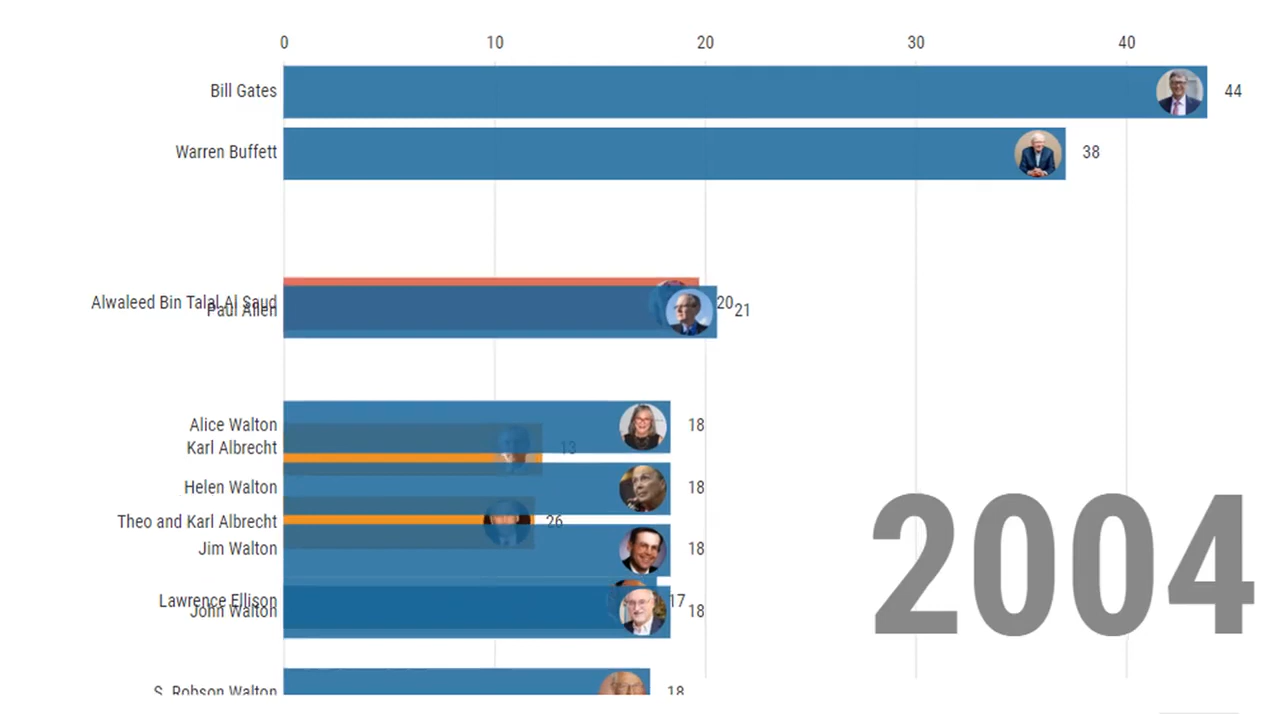 0 10 20 30 40
Bill Gates 44
Warren Buffett 38
Alwaleed Bin Talal Al Saud 20
Paul Allen 21
Alice Walton 18
Karl Albrecht 13
Helen Walton 18
Theo and Karl Albrecht 26
Jim Walton 18
Lawrence Ellison 17
John Walton 18
S. Robson Walton 18
2004